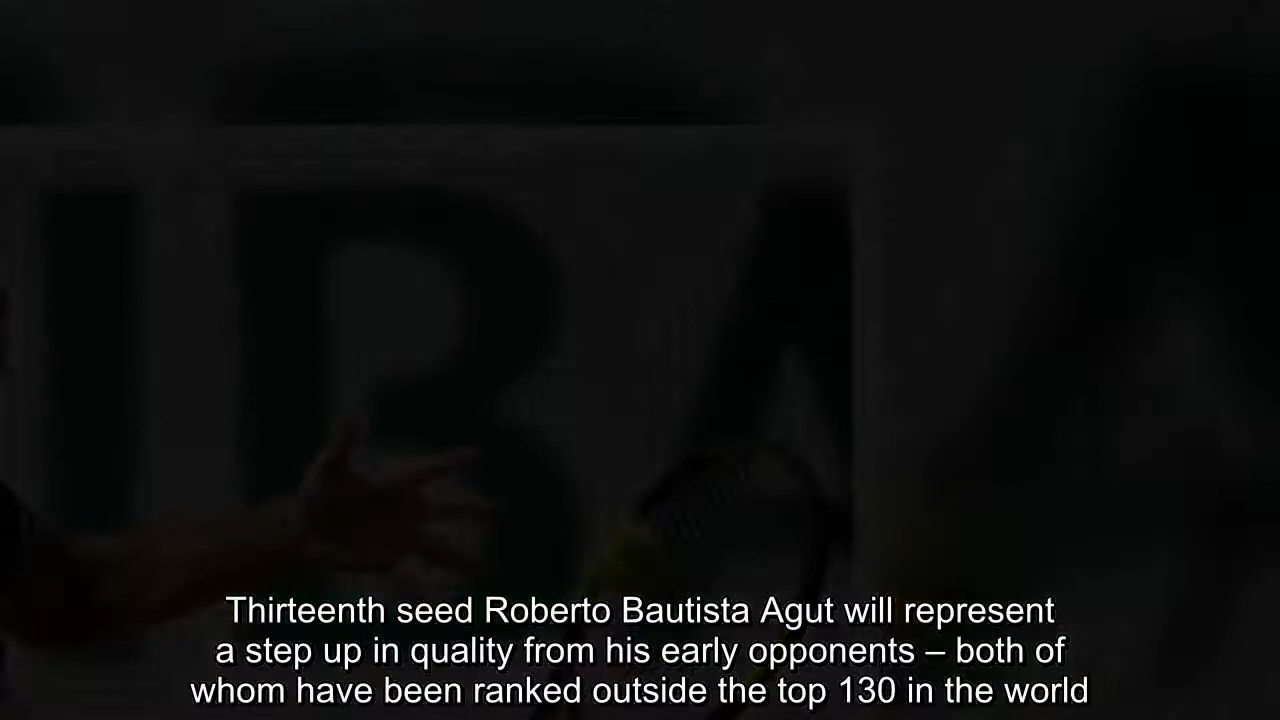 Thirteenth seed Roberto Bautista Agut will represent
a step up in quality from his early opponents – both of
whom have been ranked outside the top 130 in the world